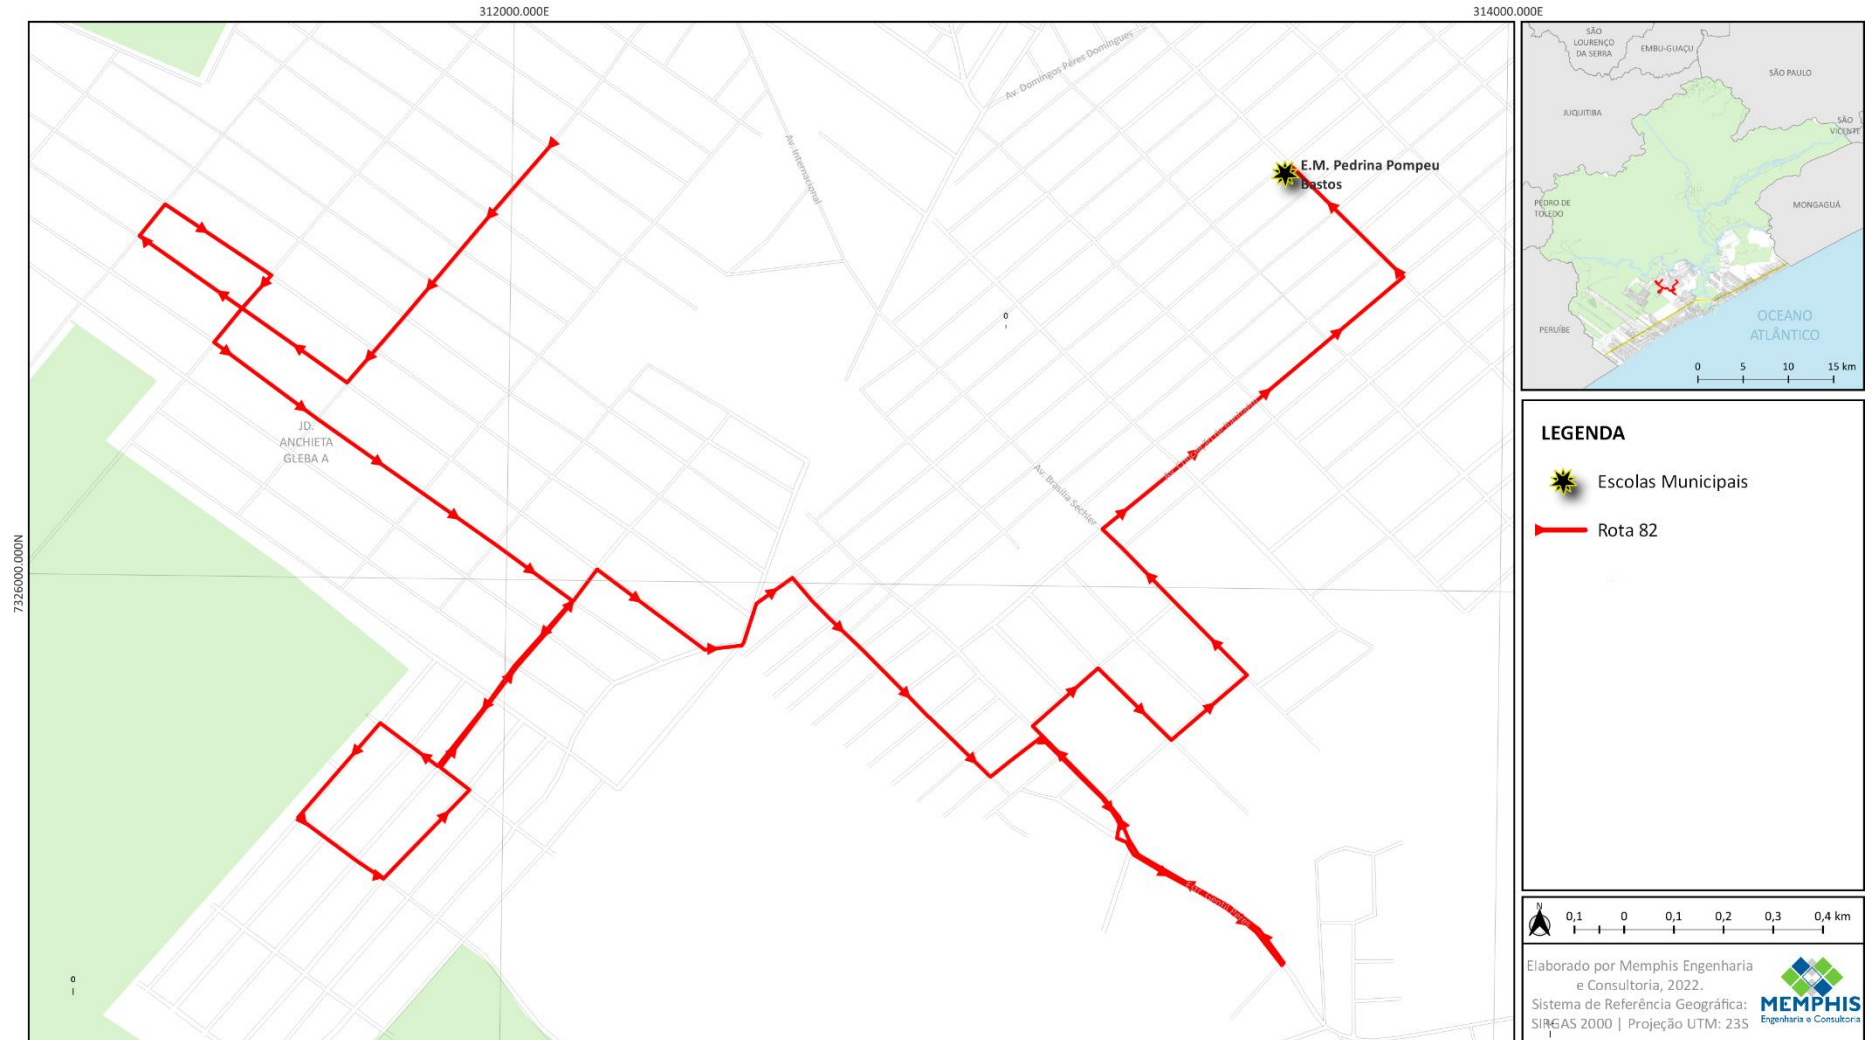 312000.000E
314000.000E
7326000.000N
Av. Domingos Peres Domingues
Av. Internacional
E.M. Pedrina Pompeu
Bastos
0
JD.
ANCHIETA
GLEBA A
Av. Brasília Sechler
0
SÃO
LOURENÇO
DA SERRA
EMBU-GUAÇU
SÃO PAULO
JUQUITIBA
SÃO
VICENTE
PEDRO DE
TOLEDO
MONGAGUÁ
PERUÍBE
OCEANO
ATLÂNTICO
0 5 10 15 km
LEGENDA
Escolas Municipais
Rota 82
N
0,1 0 0,1 0,2 0,3 0,4 km
Elaborado por Memphis Engenharia
e Consultoria, 2022.
Sistema de Referência Geográfica:
SIRGAS 2000 | Projeção UTM: 23S
MEMPHIS
Engenharia e Consultoria